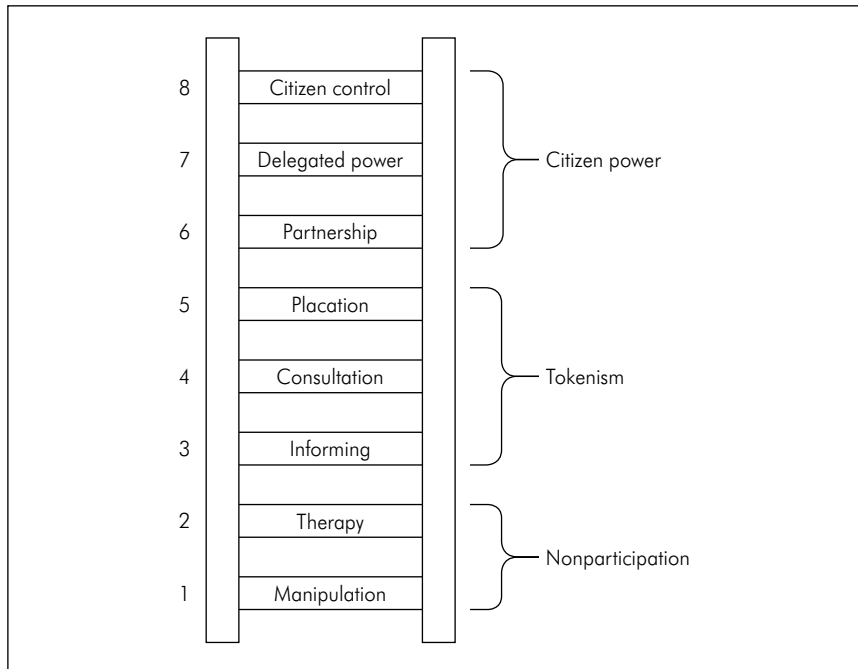 8 Citizen control
7 Delegated power Citizen power
6 Partnership
5 Placation
4 Consultation Tokenism
3 Informing
2 Therapy
Nonparticipation
1 Manipulation